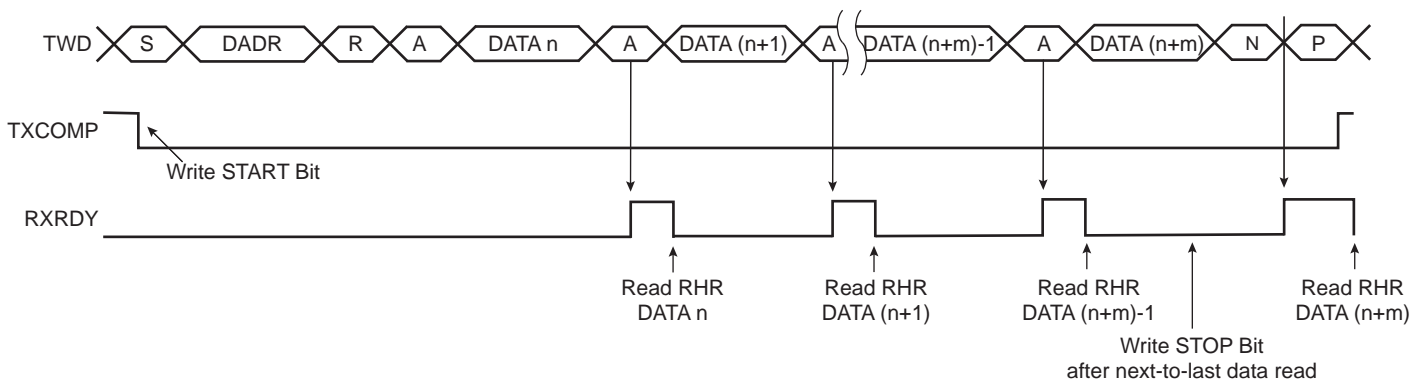 TWD S DADR R A DATA n A DATA (n+1) A DATA (n+m)-1 A DATA (n+m) N P
TXCOMP
Write START Bit
RXRDY
Read RHR
DATA n
Read RHR
DATA (n+1)
Read RHR
DATA (n+m)-1
Read RHR
DATA (n+m)
Write STOP Bit
after next-to-last data read